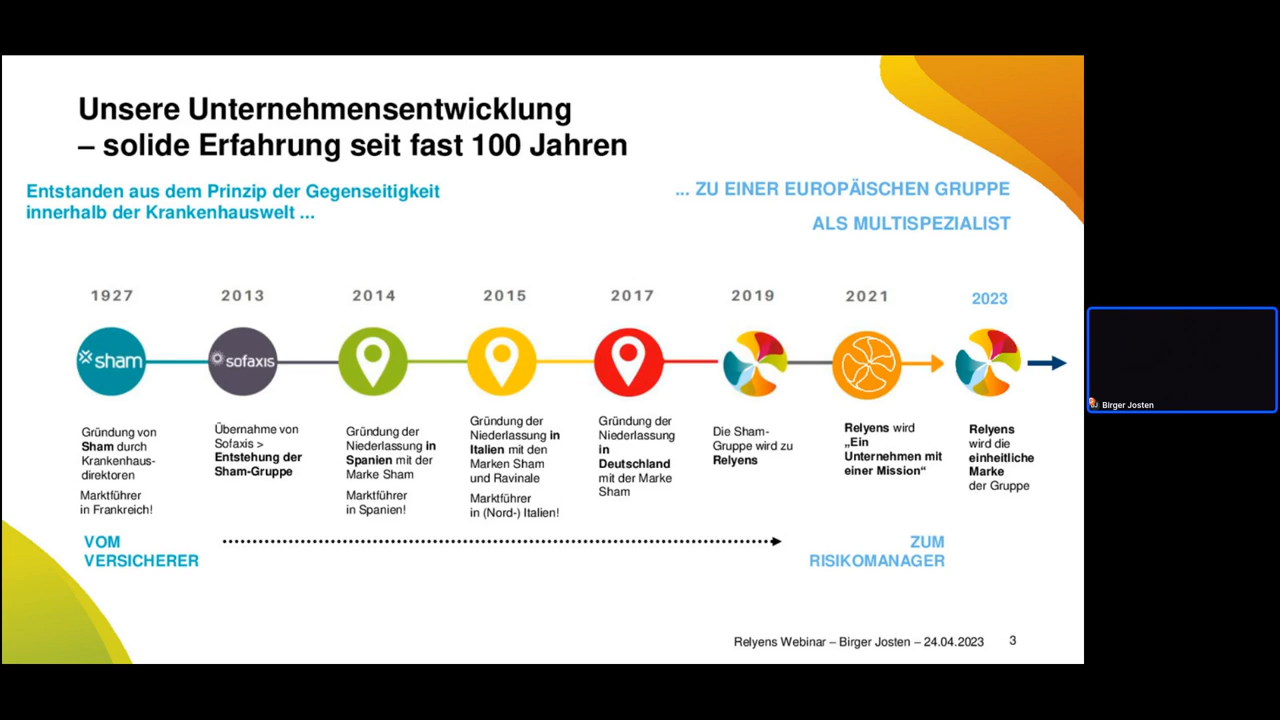 Unsere Unternehmensentwicklung
– solide Erfahrung seit fast 100 Jahren
Entstanden aus dem Prinzip der Gegenseitigkeit
innerhalb der Krankenhauswelt ...
... ZU EINER EUROPÄISCHEN GRUPPE
ALS MULTISPEZIALIST
1927
sham
Gründung von
Sham durch
Krankenhaus-
direktoren
Marktführer
in Frankreich!
2013
sofaxis
Übernahme von
Sofaxis >
Entstehung der
Sham-Gruppe
2014
Gründung der
Niederlassung in
Spanien mit der
Marke Sham
Marktführer
in Spanien!
2015
Gründung der
Niederlassung in
Italien mit den
Marken Sham
und Ravinale
Marktführer
in (Nord-) Italien!
2017
Gründung der
Niederlassung
in
Deutschland
mit der Marke
Sham
2019
Die Sham-
Gruppe wird zu
Relyens
2021
Relyens wird
„Ein
Unternehmen mit
einer Mission“
2023
Relyens
wird die
einheitliche
Marke
der Gruppe
VOM
VERSICHERER
ZUM
RISIKOMANAGER
Relyens Webinar – Birger Josten – 24.04.2023
3
Birger Josten